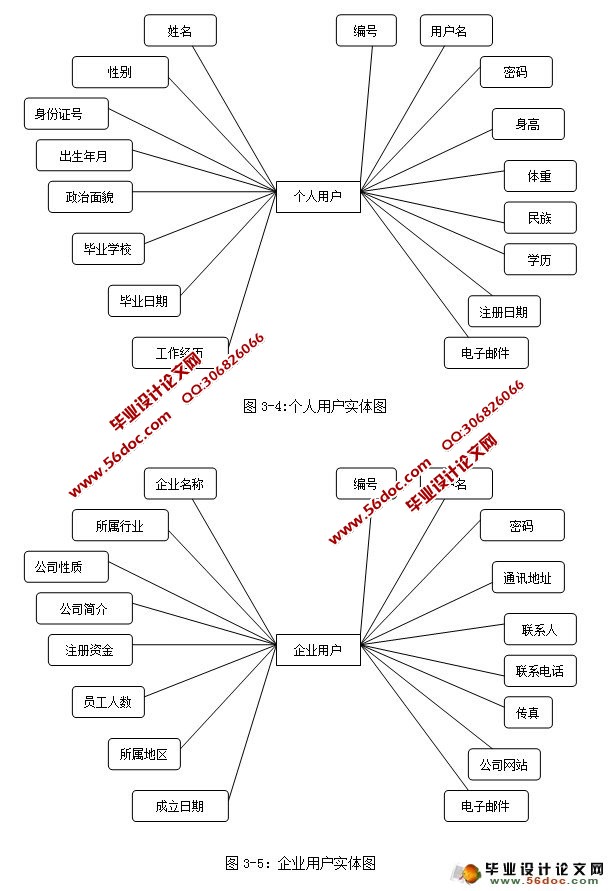 姓名
编号
用户名
性别
密码
身份证号
身高
出生年月
体重
政治面貌
个人用户
民族
毕业学校
学历
毕业日期
注册日期
工作经历
电子邮件
图 3-4:个人用户实体图
毕业设计论文网
www.56doc.com QQ:306826066
企业名称
编号
名
www.56doc.com QQ:306826066
毕业设计论文网
所属行业
密码
公司性质
通讯地址
公司简介
联系人
注册资金
企业用户
联系电话
员工人数
传真
所属地区
公司网站
成立日期
电子邮件
图 3-5: 企业用户实体图
毕业设计论文网
www.56doc.com